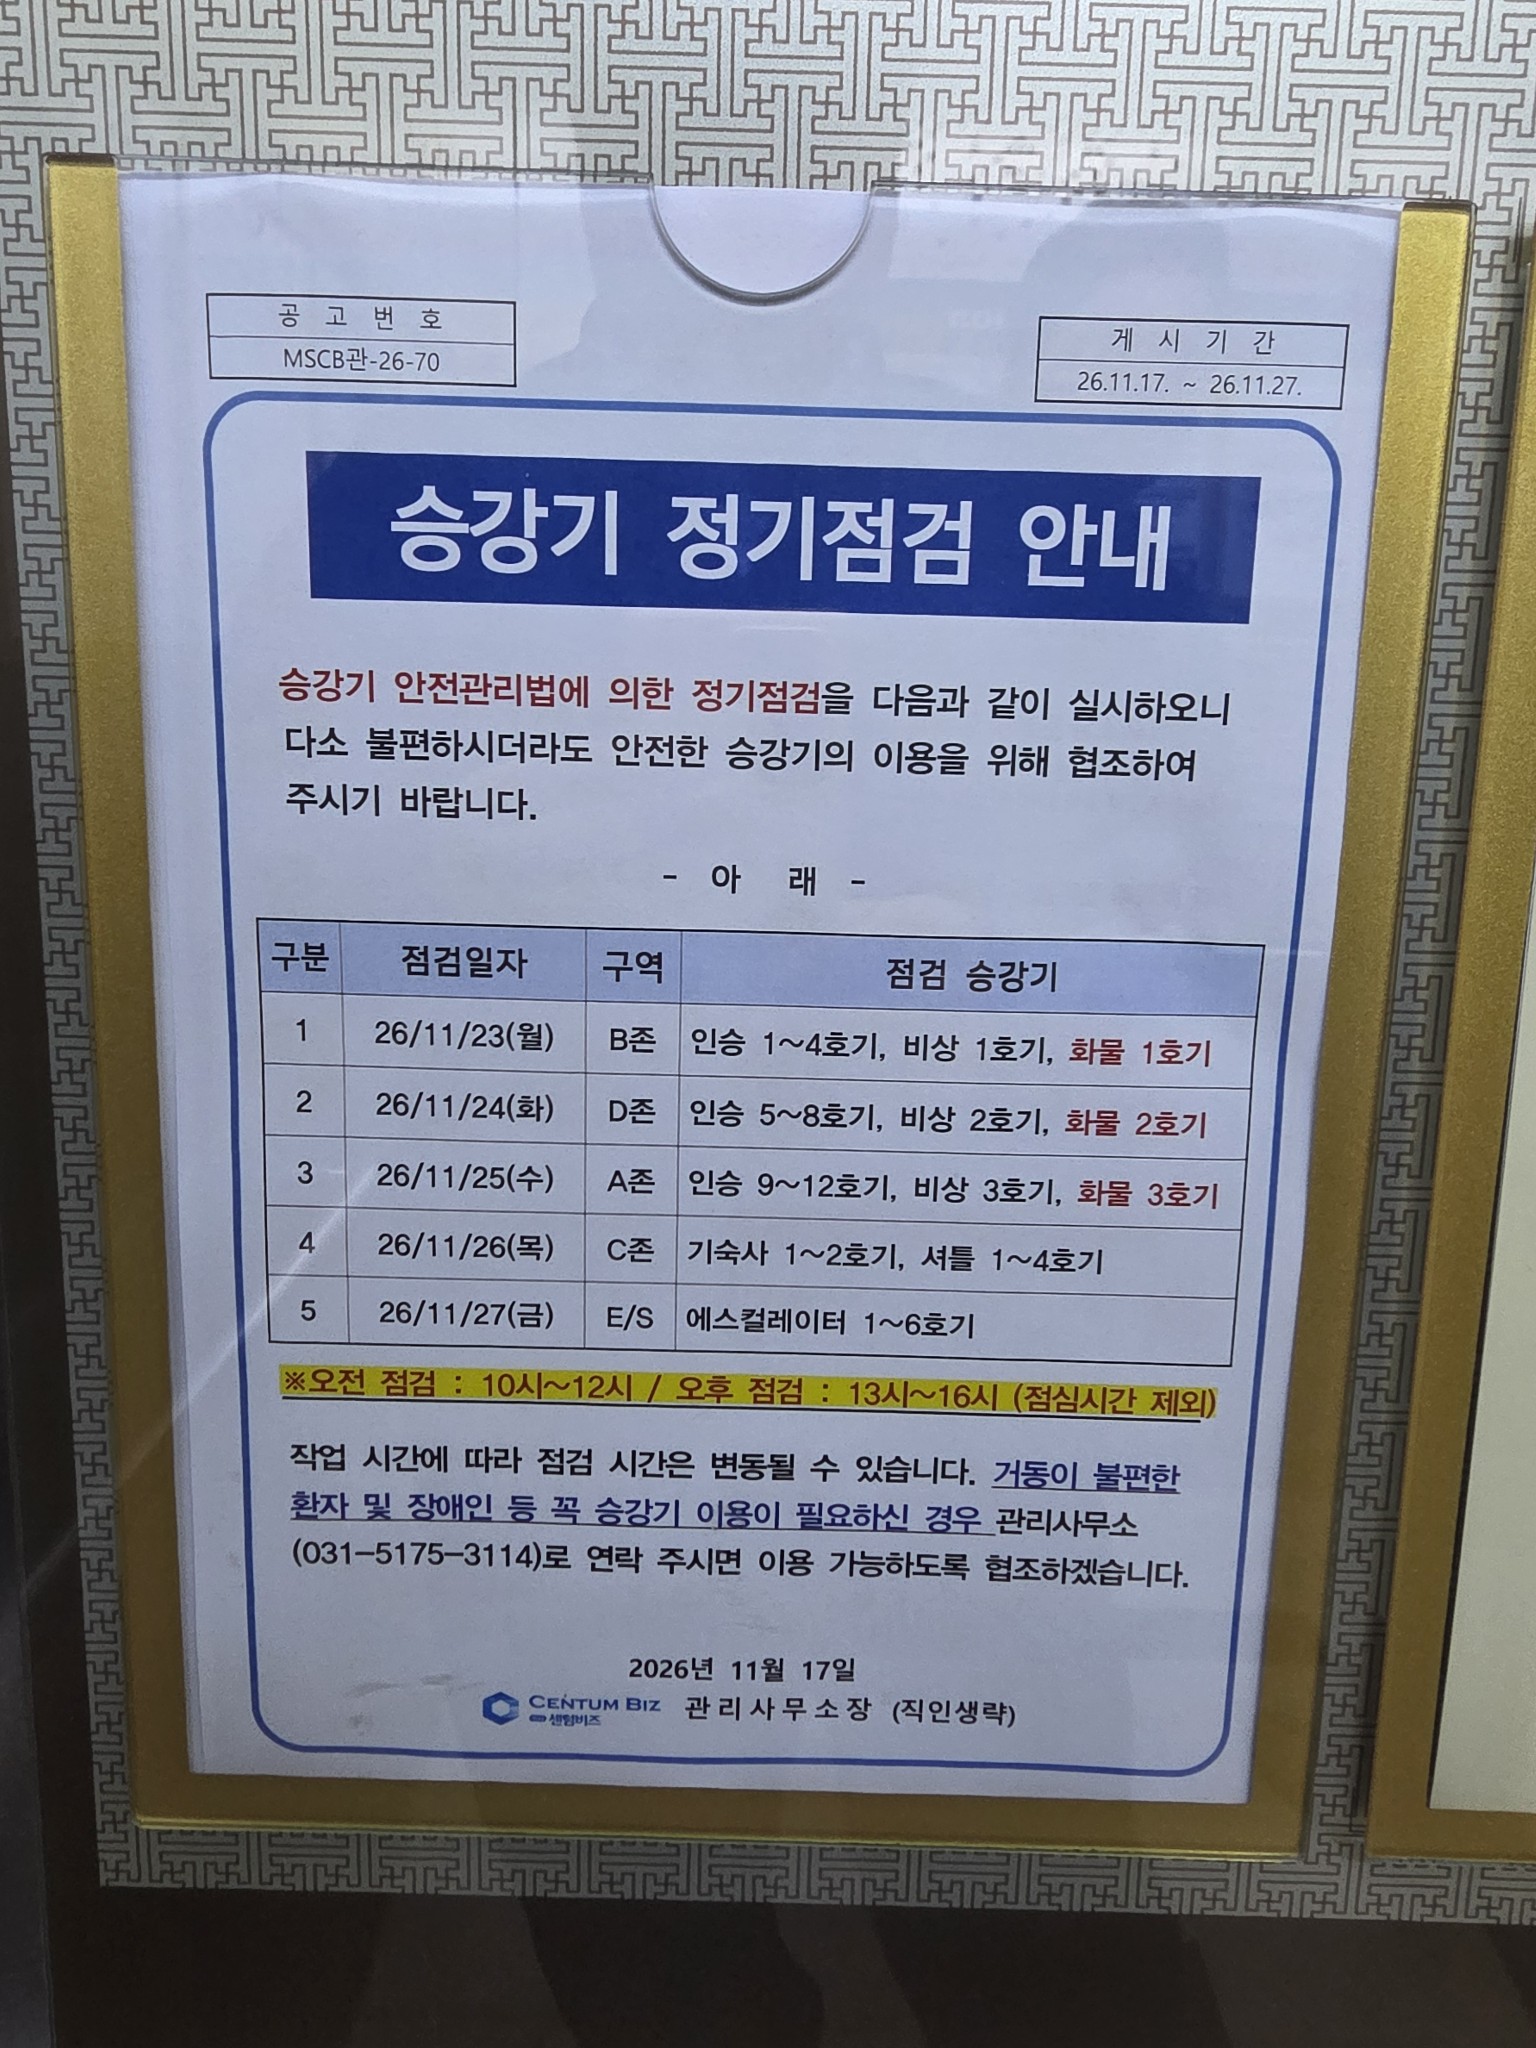 공 고 번 호
MSCB관-26-70
게 시 기 간
26.11.17. ~ 26.11.27.
승강기 정기점검 안내
승강기 안전관리법에 의한 정기점검을 다음과 같이 실시하오니
다소 불편하시더라도 안전한 승강기의 이용을 위해 협조하여
주시기 바랍니다.
- 아 래 -
구분 점검일자 구역 점검 승강기
1 26/11/23(월) B존 인승 1~4호기, 비상 1호기, 화물 1호기
2 26/11/24(화) D존 인승 5~8호기, 비상 2호기, 화물 2호기
3 26/11/25(수) A존 인승 9~12호기, 비상 3호기, 화물 3호기
4 26/11/26(목) C존 기숙사 1~2호기, 셔틀 1~4호기
5 26/11/27(금) E/S 에스컬레이터 1~6호기
※오전 점검 : 10시~12시 / 오후 점검 : 13시~16시 (점심시간 제외)
작업 시간에 따라 점검 시간은 변동될 수 있습니다. 거동이 불편한
환자 및 장애인 등 꼭 승강기 이용이 필요하신 경우 관리사무소
(031-5175-3114)로 연락 주시면 이용 가능하도록 협조하겠습니다.
2026년 11월 17일
CENTUM BIZ 관리사무소장 (직인생략)
센텀비즈